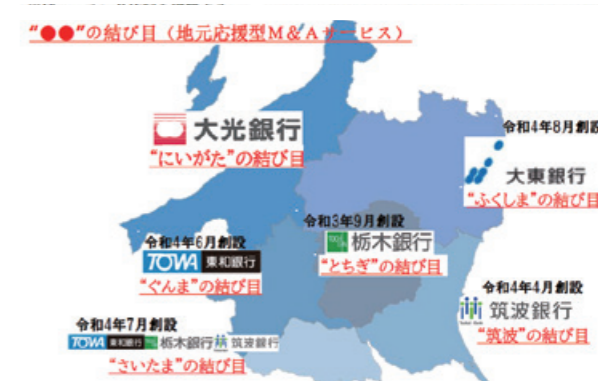 “●●”の結び目（地元応援型M＆Aサービス）
大光銀行
“にいがた”の結び目
令和4年8月創設
大東銀行
“ふくしま”の結び目
令和3年9月創設
栃木銀行
“とちぎ”の結び目
令和4年6月創設
TOWA 東和銀行
“ぐんま”の結び目
令和4年4月創設
筑波銀行
“筑波”の結び目
令和4年7月創設
TOWA 東和銀行 栃木銀行 筑波銀行
“さいたま”の結び目